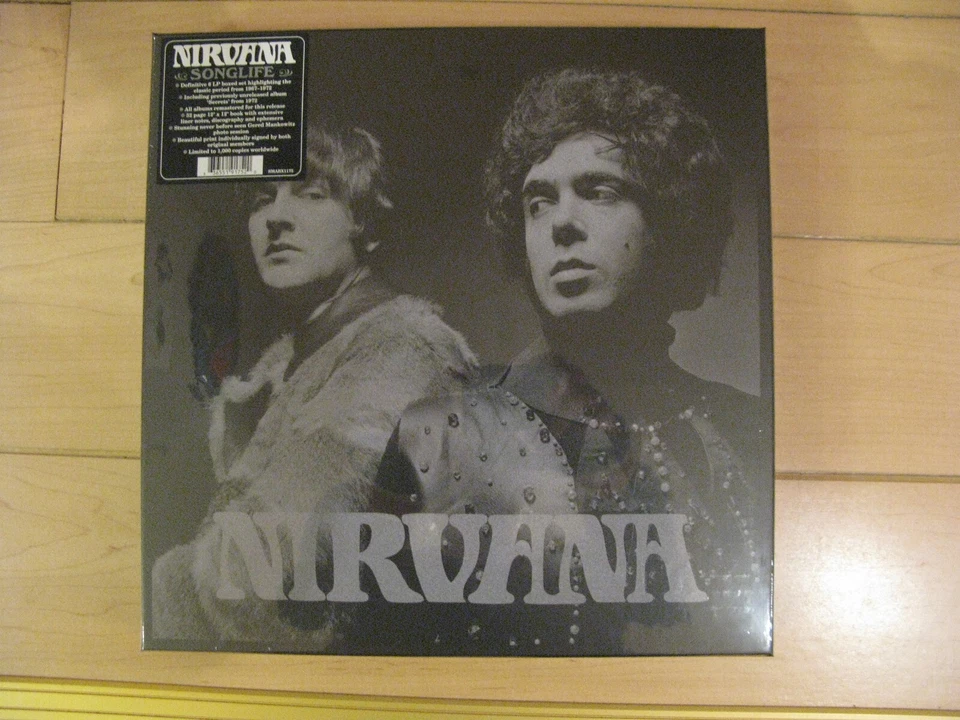 NIRVANA
SONGLIFE
Definitive 6 LP boxed set highlighting the
classic period from 1967-1972
Including previously unreleased album
'Secrets' from 1972
All albums remastered for this release
52 page 12" x 12" book with extensive
liner notes, discography and ephemera
Stunning never before seen Gered Mankowitz
photo session
Beautiful print individually signed by both
original members
Limited to 1,000 copies worldwide
NIRVANA